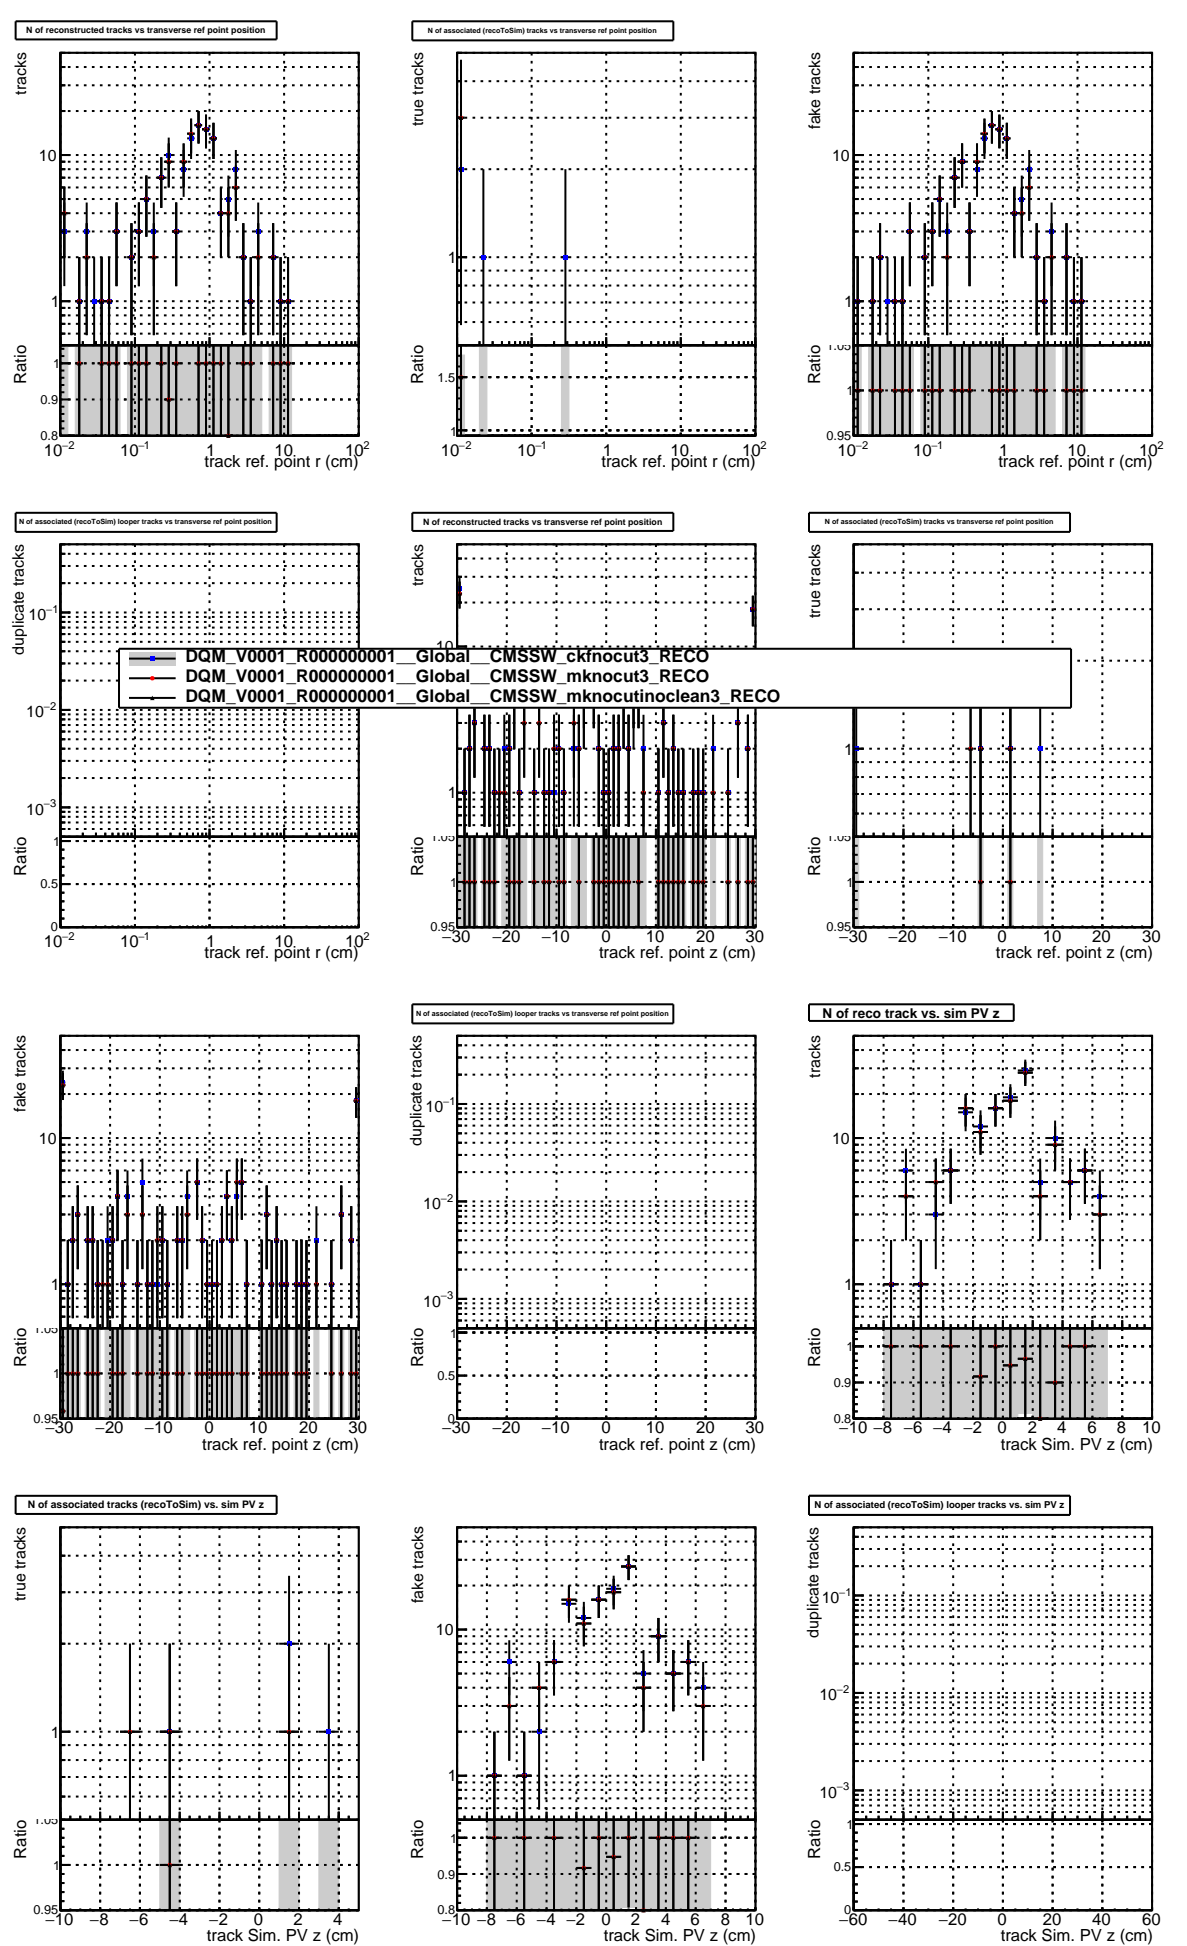 N of reconstructed tracks vs transverse ref point position
tracks
10
1
Ratio
1
0.9
0.8
10−2 10−1 1 10 102
track ref. point r (cm)
N of associated (recoToSim) tracks vs transverse ref point position
true tracks
1
Ratio
1.5
1
10−2 10−1 1 10 102
track ref. point r (cm)
fake tracks
10
1
Ratio
1.05
1
0.95
10−2 10−1 1 10 102
track ref. point r (cm)
N of associated (recoToSim) looper tracks vs transverse ref point position
duplicate tracks
10−1
10−2
10−3
Ratio
1
0.5
0
10−2 10−1 1 10 102
track ref. point r (cm)
N of reconstructed tracks vs transverse ref point position
tracks
10
1
Ratio
1.05
1
0.95
−30 −20 −10 0 10 20 30
track ref. point z (cm)
N of associated (recoToSim) tracks vs transverse ref point position
true tracks
1
Ratio
1.05
1
0.95
−30 −20 −10 0 10 20 30
track ref. point z (cm)
DQM_V0001_R000000001__Global__CMSSW_ckfnocut3_RECO
DQM_V0001_R000000001__Global__CMSSW_mknocut3_RECO
DQM_V0001_R000000001__Global__CMSSW_mknocutinoclean3_RECO
fake tracks
10
1
Ratio
1.05
1
0.95
−30 −20 −10 0 10 20 30
track ref. point z (cm)
N of associated (recoToSim) looper tracks vs transverse ref point position
duplicate tracks
10−1
10−2
10−3
Ratio
1
0.5
0
−30 −20 −10 0 10 20 30
track ref. point z (cm)
N of reco track vs. sim PV z
tracks
10
1
Ratio
1
0.9
0.8
−10 −8 −6 −4 −2 0 2 4 6 8 10
track Sim. PV z (cm)
N of associated tracks (recoToSim) vs. sim PV z
true tracks
1
Ratio
1.05
1
0.95
−10 −8 −6 −4 −2 0 2 4
track Sim. PV z (cm)
fake tracks
10
1
Ratio
1
0.9
0.8
−10 −8 −6 −4 −2 0 2 4 6 8 10
track Sim. PV z (cm)
N of associated (recoToSim) looper tracks vs. sim PV z
duplicate tracks
10−1
10−2
10−3
Ratio
1
0.5
0
−60 −40 −20 0 20 40 60
track Sim. PV z (cm)